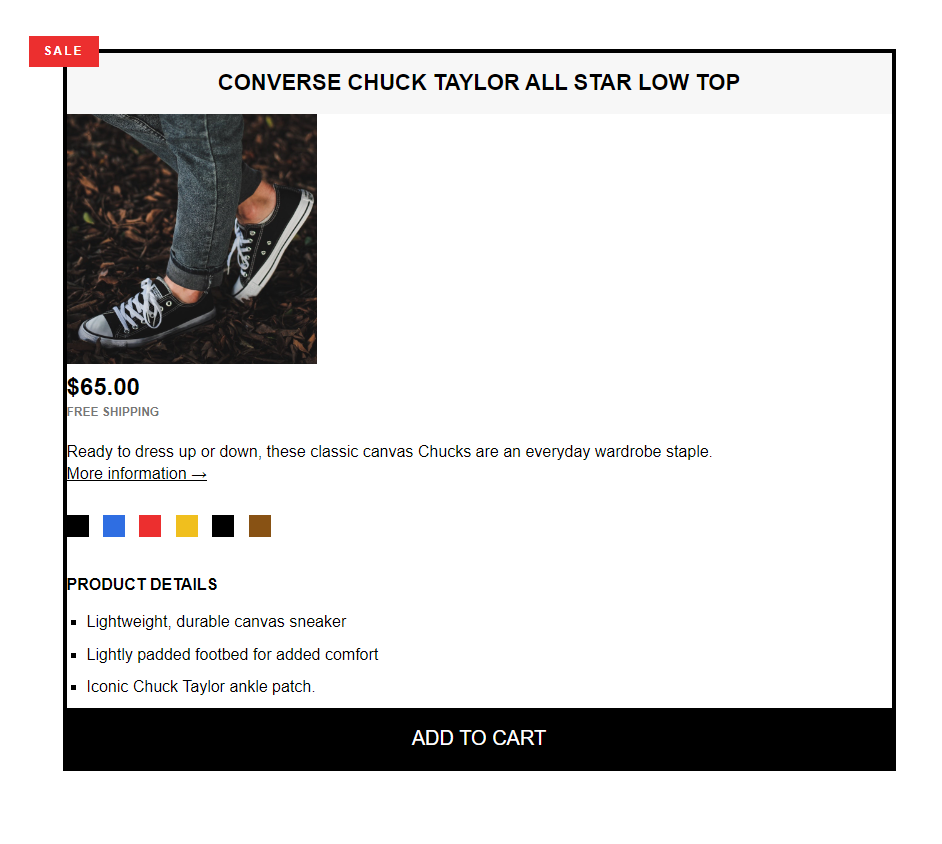 SALE
CONVERSE CHUCK TAYLOR ALL STAR LOW TOP
$65.00
FREE SHIPPING
Ready to dress up or down, these classic canvas Chucks are an everyday wardrobe staple.
More information →
PRODUCT DETAILS
Lightweight, durable canvas sneaker
Lightly padded footbed for added comfort
Iconic Chuck Taylor ankle patch.
ADD TO CART